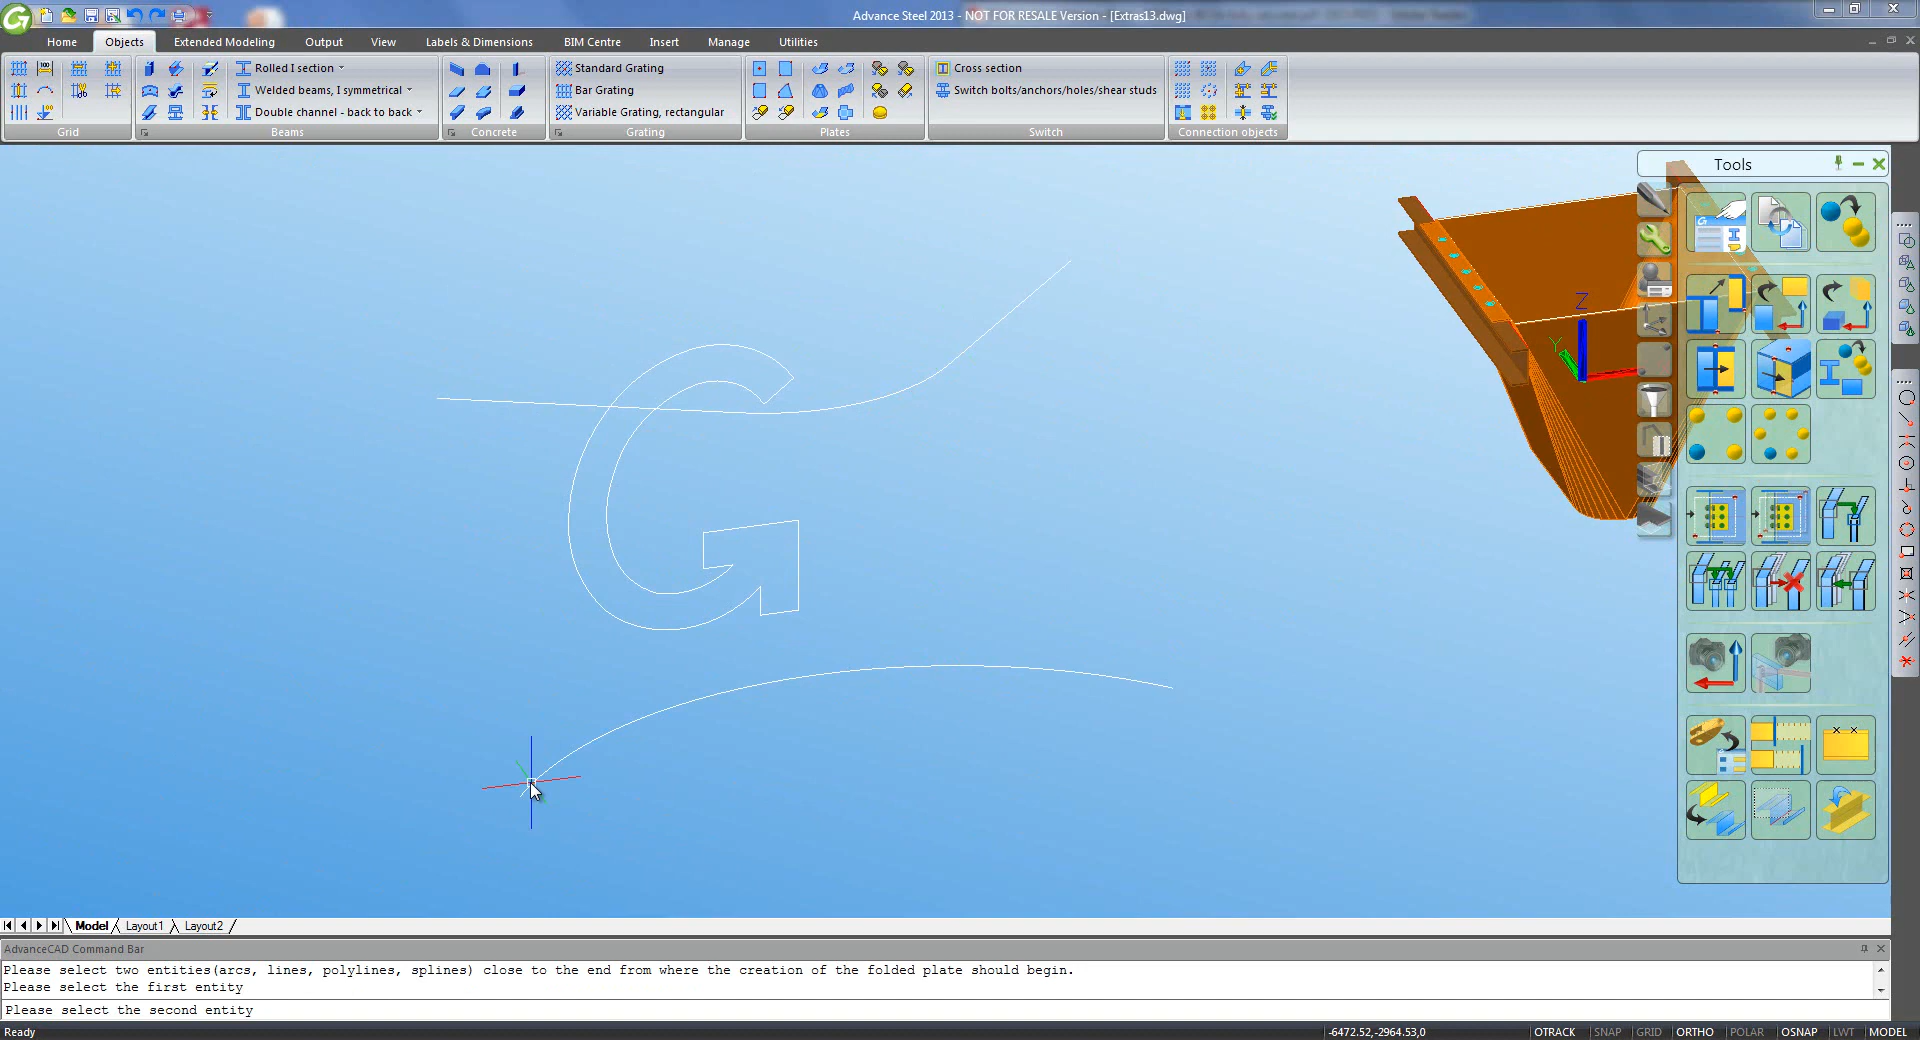 Advance Steel 2013 - NOT FOR RESALE Version - [Extras13.dwg]
Home Objects Extended Modeling Output View Labels & Dimensions BIM Centre Insert Manage Utilities
Rolled I section Standard Grating Cross section
Welded beams, I symmetrical Bar Grating Switch bolts/anchors/holes/shear studs
Double channel - back to back Variable Grating, rectangular
Grid Beams Concrete Grating Plates Switch Connection objects
Tools
Z
Y
Model Layout1 Layout2
AdvanceCAD Command Bar
Please select two entities(arcs, lines, polylines, splines) close to the end from where the creation of the folded plate should begin.
Please select the first entity
Please select the second entity
Ready -6472.52,-2964.53,0 OTRACK SNAP GRID ORTHO POLAR OSNAP LWT MODEL